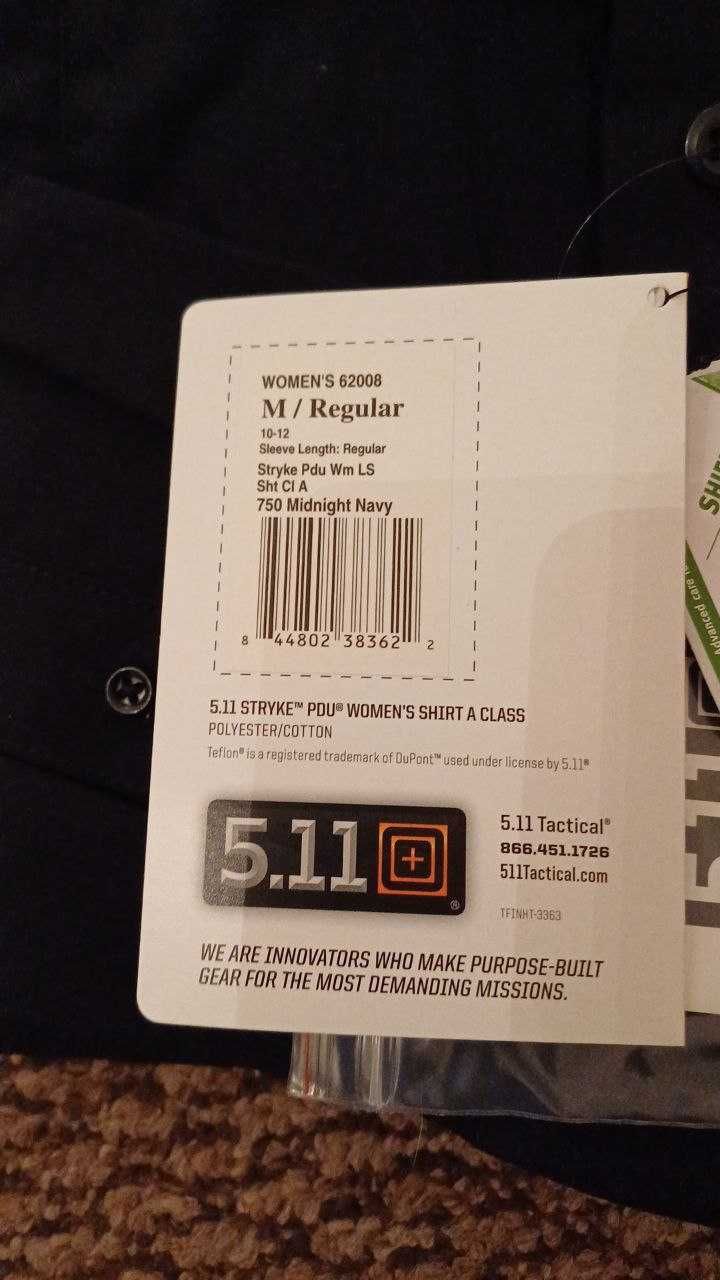 WOMEN'S 62008
M / Regular
10-12
Sleeve Length: Regular
Stryke Pdu Wm LS
Sht Cl A
750 Midnight Navy
8 44802 38362 2
5.11 STRYKE™ PDU® WOMEN'S SHIRT A CLASS
POLYESTER/COTTON
Teflon® is a registered trademark of DuPont™ used under license by 5.11®
5.11®
5.11 Tactical®
866.451.1726
511Tactical.com
TFINHT-3363
WE ARE INNOVATORS WHO MAKE PURPOSE-BUILT
GEAR FOR THE MOST DEMANDING MISSIONS.
Advanced care